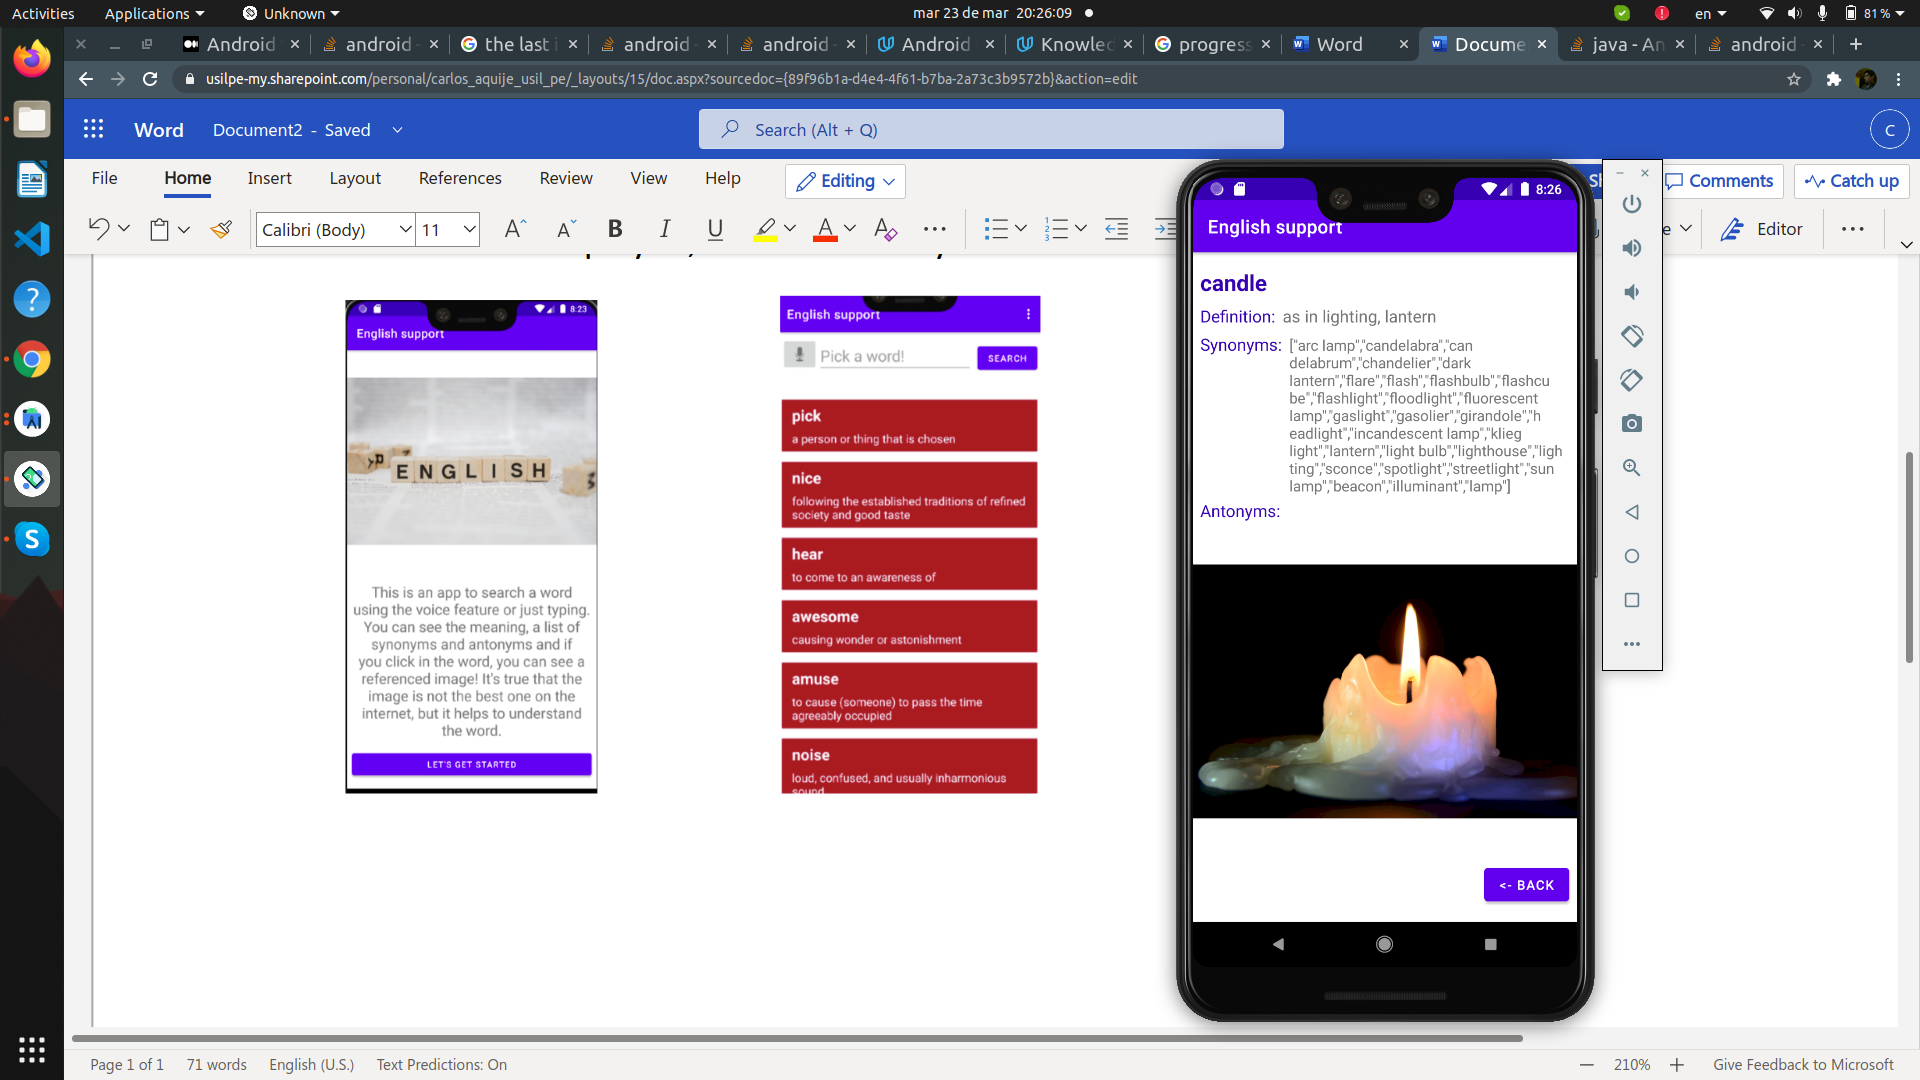 Activities Applications Unknown mar 23 de mar 20:26:09 en 81 %
Android android the last i android android Android Knowled progress Word Docume java - An android
usilpe-my.sharepoint.com/personal/carlos_aquije_usil_pe/_layouts/15/doc.aspx?sourcedoc={89f96b1a-d4e4-4f61-b7ba-2a73c3b9572b}&action=edit
Word Document2 - Saved Search (Alt + Q) C
File Home Insert Layout References Review View Help Editing Sh Comments Catch up
Calibri (Body) 11 B I U A e Editor
8:23
English support
ENGLISH
This is an app to search a word
using the voice feature or just typing.
You can see the meaning, a list of
synonyms and antonyms and if
you click in the word, you can see a
referenced image! It's true that the
image is not the best one on the
internet, but it helps to understand
the word.
LET'S GET STARTED
English support
Pick a word! SEARCH
pick
a person or thing that is chosen
nice
following the established traditions of refined
society and good taste
hear
to come to an awareness of
awesome
causing wonder or astonishment
amuse
to cause (someone) to pass the time
agreeably occupied
noise
loud, confused, and usually inharmonious
sound
8:26
English support
candle
Definition: as in lighting, lantern
Synonyms: ["arc lamp","candelabra","can
delabrum","chandelier","dark
lantern","flare","flash","flashbulb","flashcu
be","flashlight","floodlight","fluorescent
lamp","gaslight","gasolier","girandole","h
eadlight","incandescent lamp","klieg
light","lantern","light bulb","lighthouse","ligh
ting","sconce","spotlight","streetlight","sun
lamp","beacon","illuminant","lamp"]
Antonyms:
<- BACK
Page 1 of 1 71 words English (U.S.) Text Predictions: On 210% Give Feedback to Microsoft